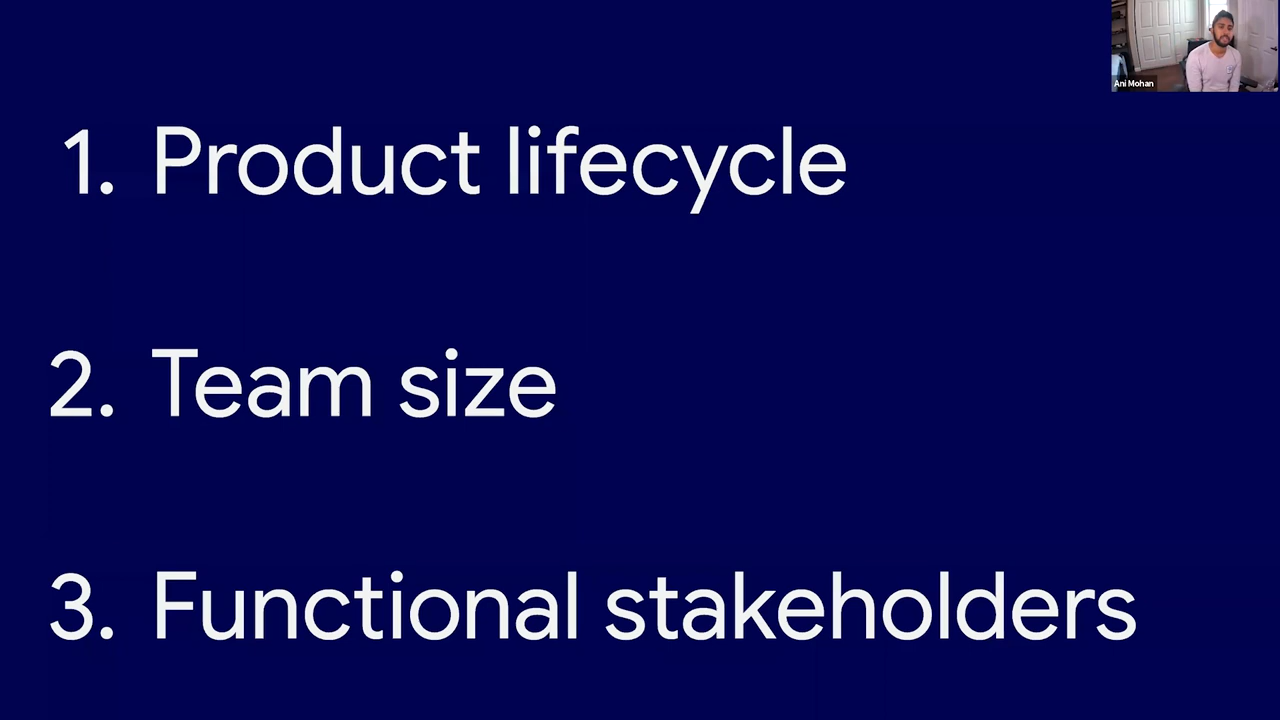 Ani Mohan
1. Product lifecycle
2. Team size
3. Functional stakeholders